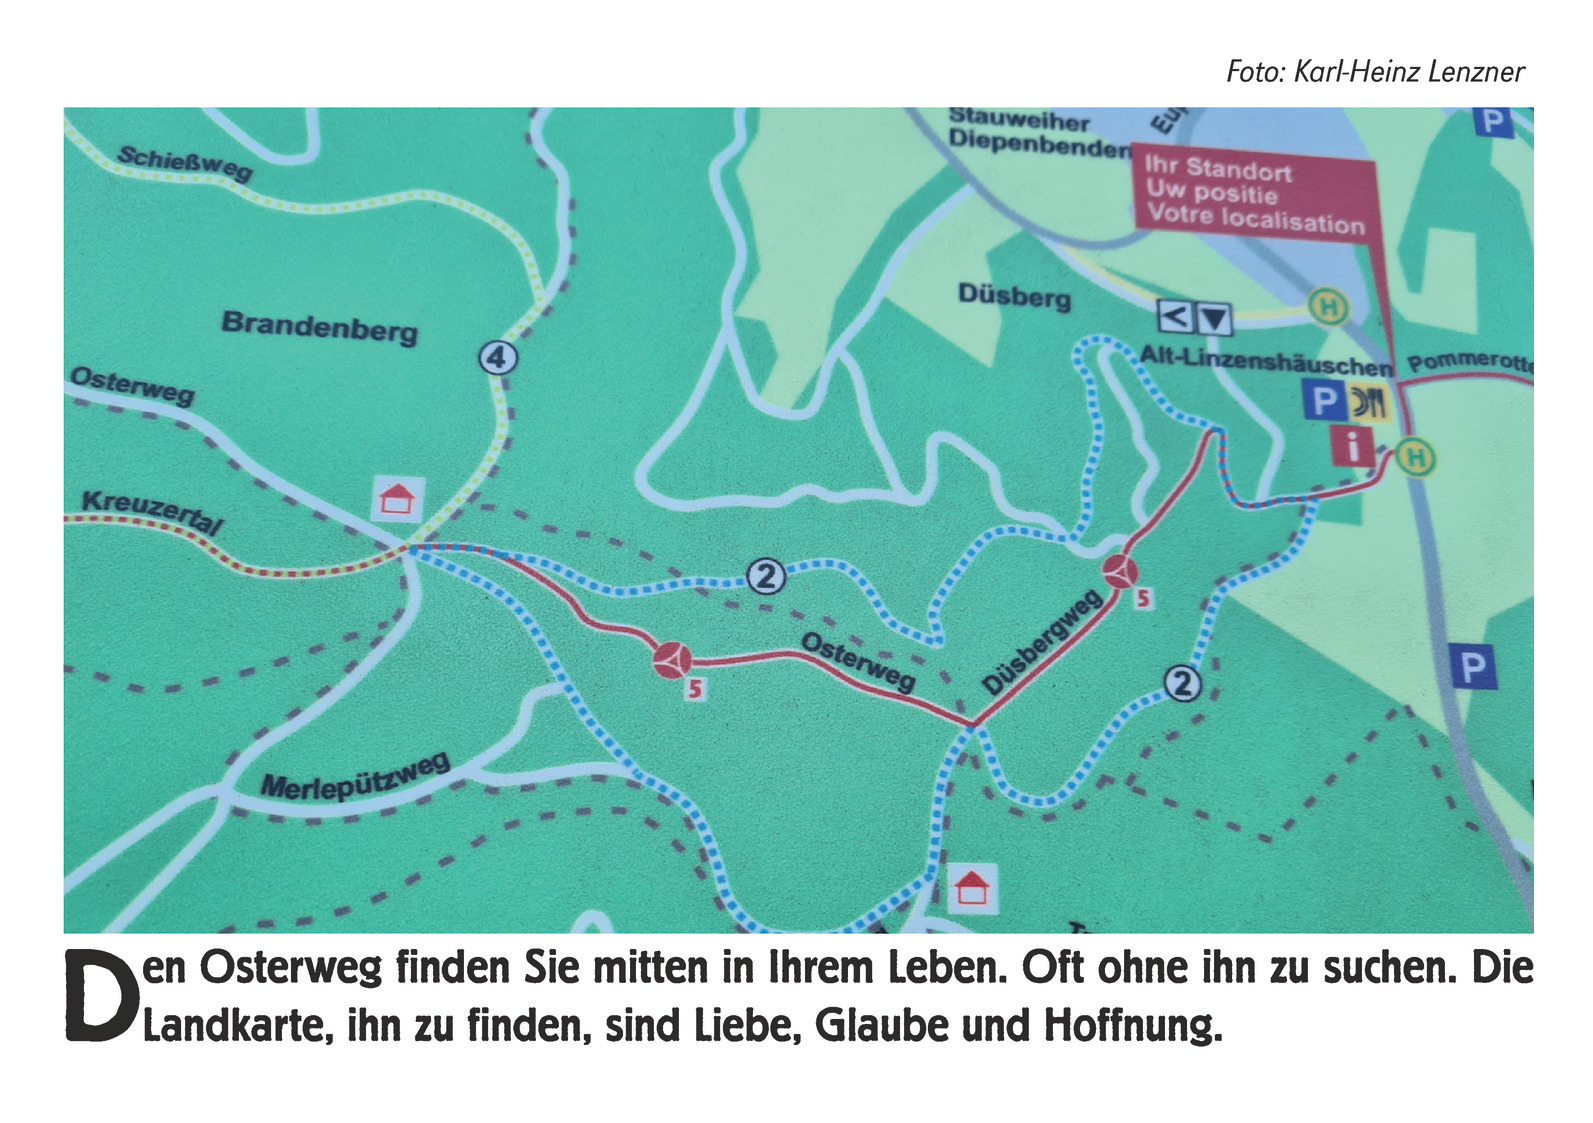 Foto: Karl-Heinz Lenzner
Stauweiher
Diepenbenden
P
Ihr Standort
Uw positie
Votre localisation
Schießweg
Düsberg
H
Brandenberg
4
Alt-Linzenshäuschen
Pommerotte
Osterweg
P
i
H
Kreuzertal
2
5
Düsbergweg
Osterweg
5
2
P
Merlepützweg
Den Osterweg finden Sie mitten in Ihrem Leben. Oft ohne ihn zu suchen. Die
Landkarte, ihn zu finden, sind Liebe, Glaube und Hoffnung.